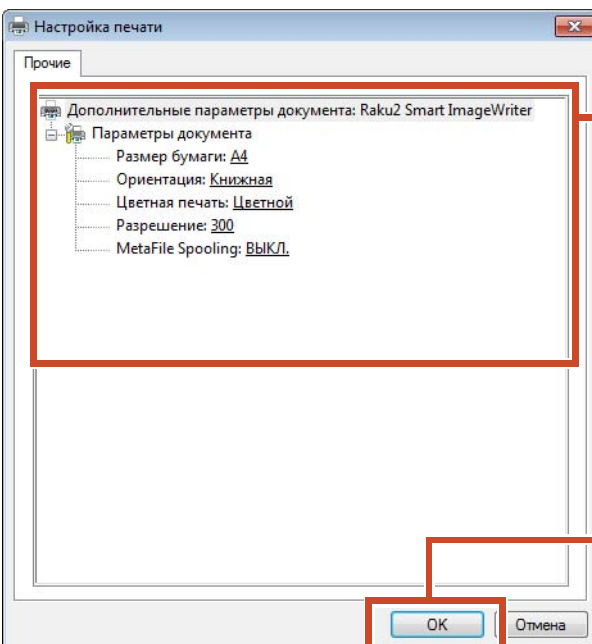 Настройка печати
Прочие
Дополнительные параметры документа: Raku2 Smart ImageWriter
Параметры документа
Размер бумаги: A4
Ориентация: Книжная
Цветная печать: Цветной
Разрешение: 300
MetaFile Spooling: ВЫКЛ.
OK Отмена